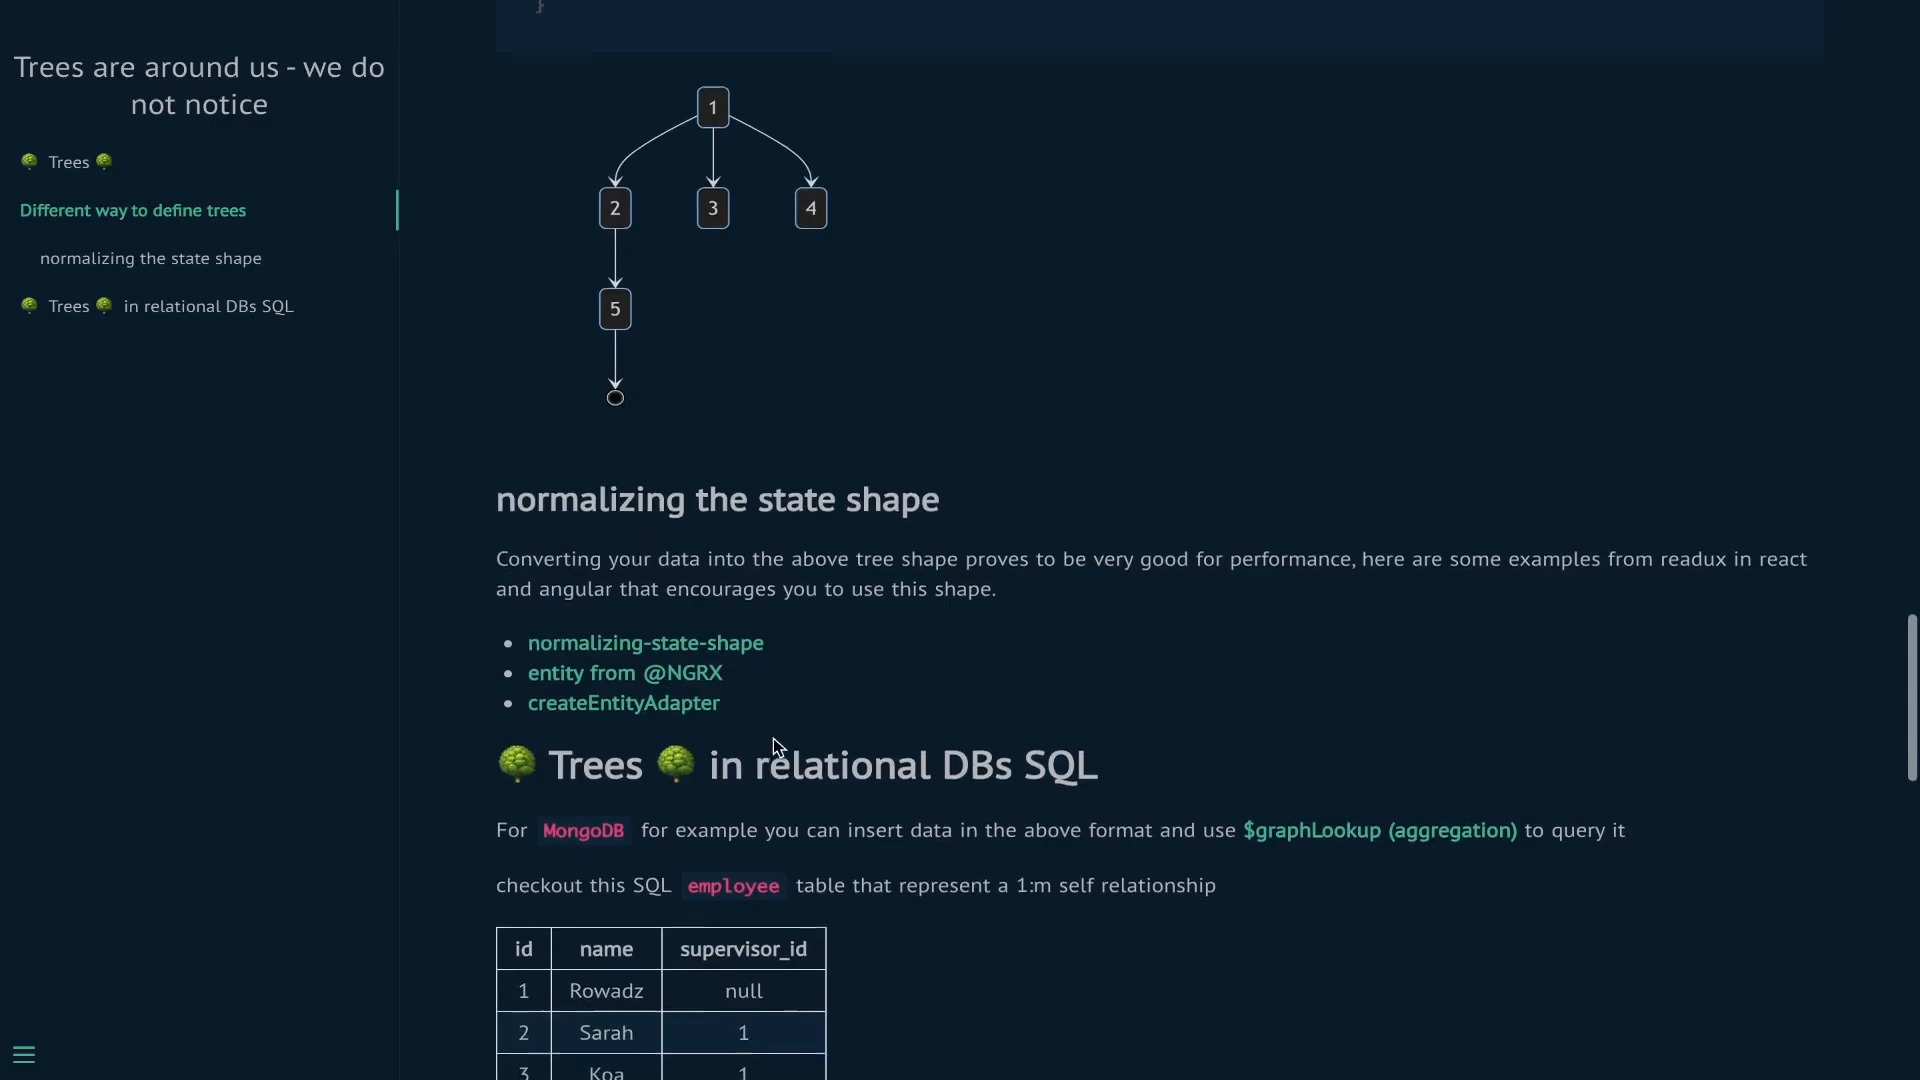 Trees are around us - we do
not notice
🌳 Trees 🌳
Different way to define trees
normalizing the state shape
🌳 Trees 🌳 in relational DBs SQL
}
1
2 3 4
5
normalizing the state shape
Converting your data into the above tree shape proves to be very good for performance, here are some examples from readux in react
and angular that encourages you to use this shape.
• normalizing-state-shape
• entity from @NGRX
• createEntityAdapter
🌳 Trees 🌳 in relational DBs SQL
For MongoDB for example you can insert data in the above format and use $graphLookup (aggregation) to query it
checkout this SQL employee table that represent a 1:m self relationship
id name supervisor_id
1 Rowadz null
2 Sarah 1
3 Koa 1